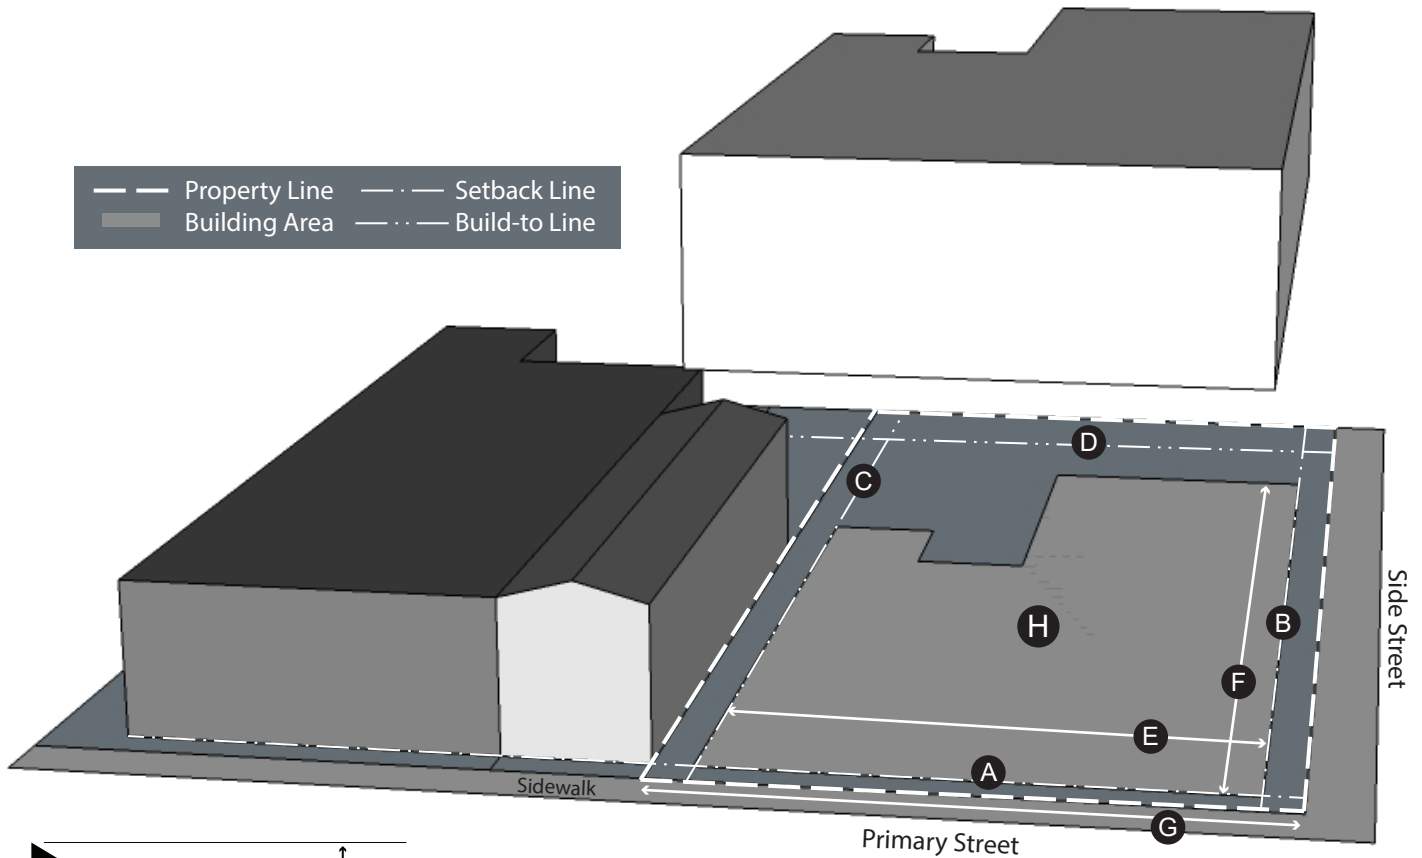 Property Line
Setback Line
Building Area
Build-to Line
D
C
H
B
F
E
A
G
Sidewalk
Primary Street
Side Street